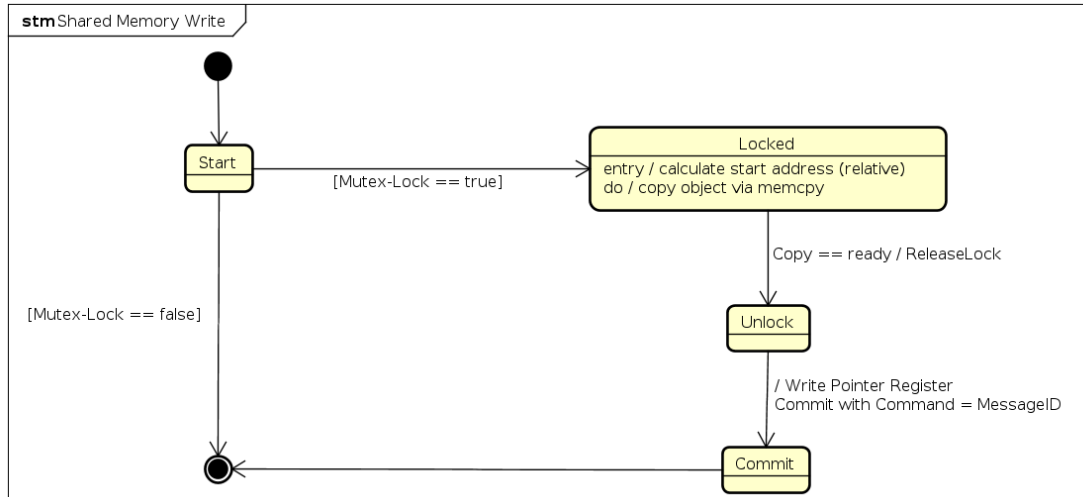 stm Shared Memory Write
Start
Locked
entry / calculate start address (relative)
do / copy object via memcpy
[Mutex-Lock == true]
Copy == ready / ReleaseLock
[Mutex-Lock == false]
Unlock
/ Write Pointer Register
Commit with Command = MessageID
Commit